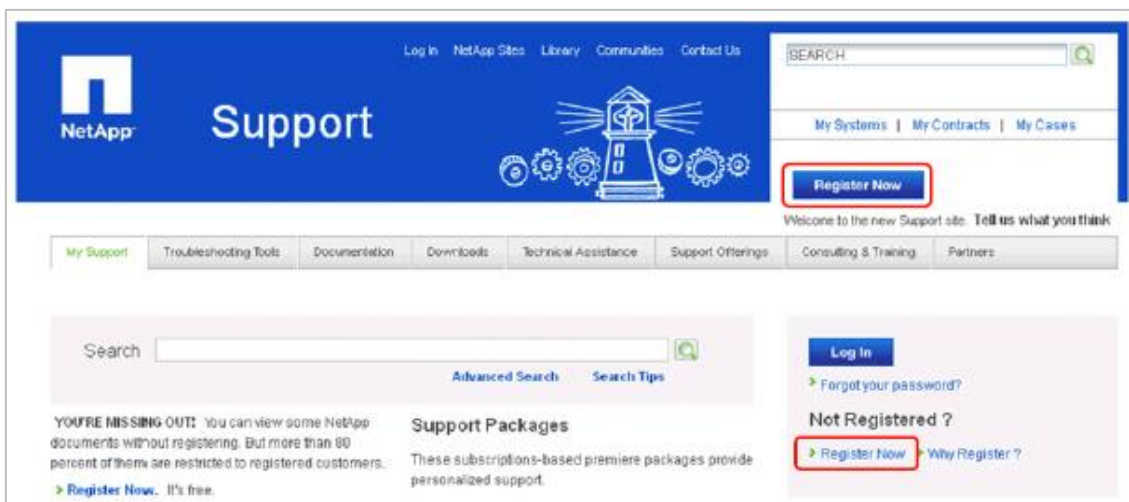 Log In NetApp Sites Library Communities Contact Us
SEARCH
NetApp
Support
My Systems | My Contracts | My Cases
Register Now
Welcome to the new Support site. Tell us what you think
My Support Troubleshooting Tools Documentation Downloads Technical Assistance Support Offerings Consulting & Training Partners
Search
Advanced Search Search Tips
YOU'RE MISSING OUT! You can view some NetApp
documents without registering. But more than 80
percent of them are restricted to registered customers.
Register Now. It's free.
Support Packages
These subscriptions-based premiere packages provide
personalized support.
Log In
Forgot your password?
Not Registered ?
Register Now Why Register ?